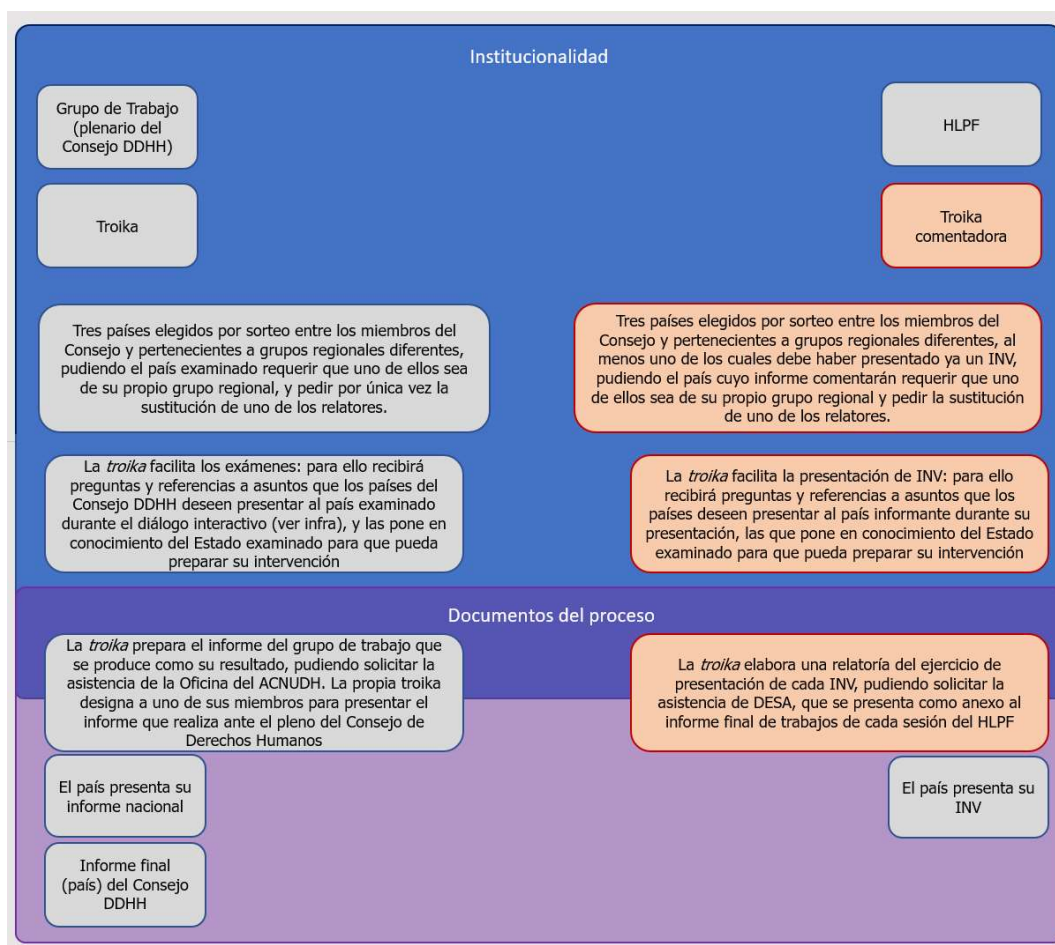 Institucionalidad
Grupo de Trabajo
(plenario del
Consejo DDHH)
HLPF
Troika
Troika
comentadora
Tres países elegidos por sorteo entre los miembros del
Consejo y pertenecientes a grupos regionales diferentes,
pudiendo el país examinado requerir que uno de ellos sea
de su propio grupo regional, y pedir por única vez la
sustitución de uno de los relatores.
Tres países elegidos por sorteo entre los miembros del
Consejo y pertenecientes a grupos regionales diferentes, al
menos uno de los cuales debe haber presentado ya un INV,
pudiendo el país cuyo informe comentarán requerir que uno
de ellos sea de su propio grupo regional y pedir la sustitución
de uno de los relatores.
La troika facilita los exámenes: para ello recibirá
preguntas y referencias a asuntos que los países del
Consejo DDHH deseen presentar al país examinado
durante el diálogo interactivo (ver infra), y las pone en
conocimiento del Estado examinado para que pueda
preparar su intervención
La troika facilita la presentación de INV: para ello
recibirá preguntas y referencias a asuntos que los
países deseen presentar al país informante durante su
presentación, las que pone en conocimiento del Estado
examinado para que pueda preparar su intervención
Documentos del proceso
La troika prepara el informe del grupo de trabajo que
se produce como su resultado, pudiendo solicitar la
asistencia de la Oficina del ACNUDH. La propia troika
designa a uno de sus miembros para presentar el
informe que realiza ante el pleno del Consejo de
Derechos Humanos
La troika elabora una relatoría del ejercicio de
presentación de cada INV, pudiendo solicitar la
asistencia de DESA, que se presenta como anexo al
informe final de trabajos de cada sesión del HLPF
El país presenta su
informe nacional
El país presenta su
INV
Informe final
(país) del Consejo
DDHH